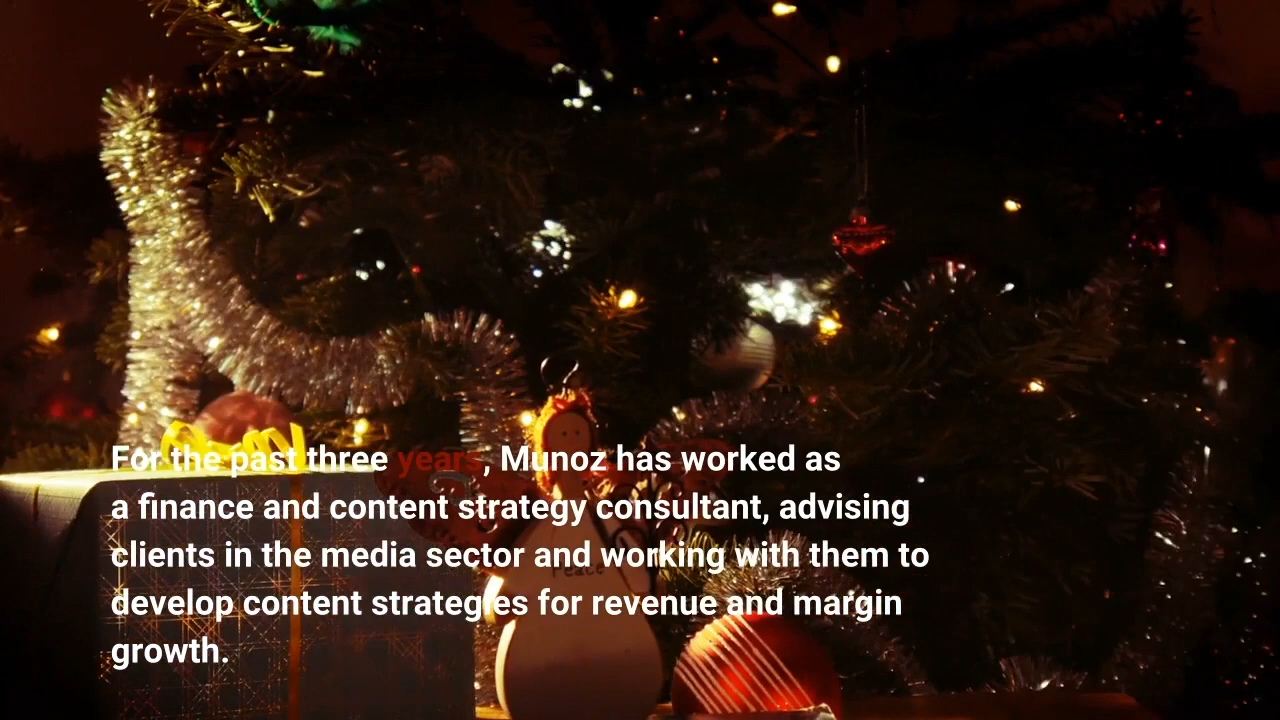 For the past three years, Munoz has worked as
a finance and content strategy consultant, advising
clients in the media sector and working with them to
develop content strategies for revenue and margin
growth.
Peace